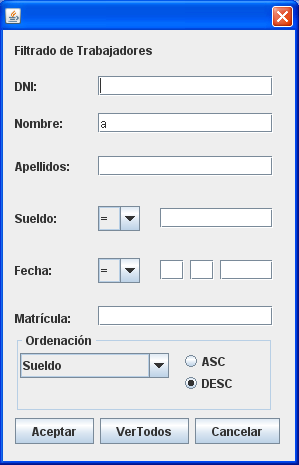 Filtrado de Trabajadores
DNI:
Nombre: a
Apellidos:
Sueldo: =
Fecha: =
Matrícula:
Ordenación
Sueldo ASC
DESC
Aceptar VerTodos Cancelar